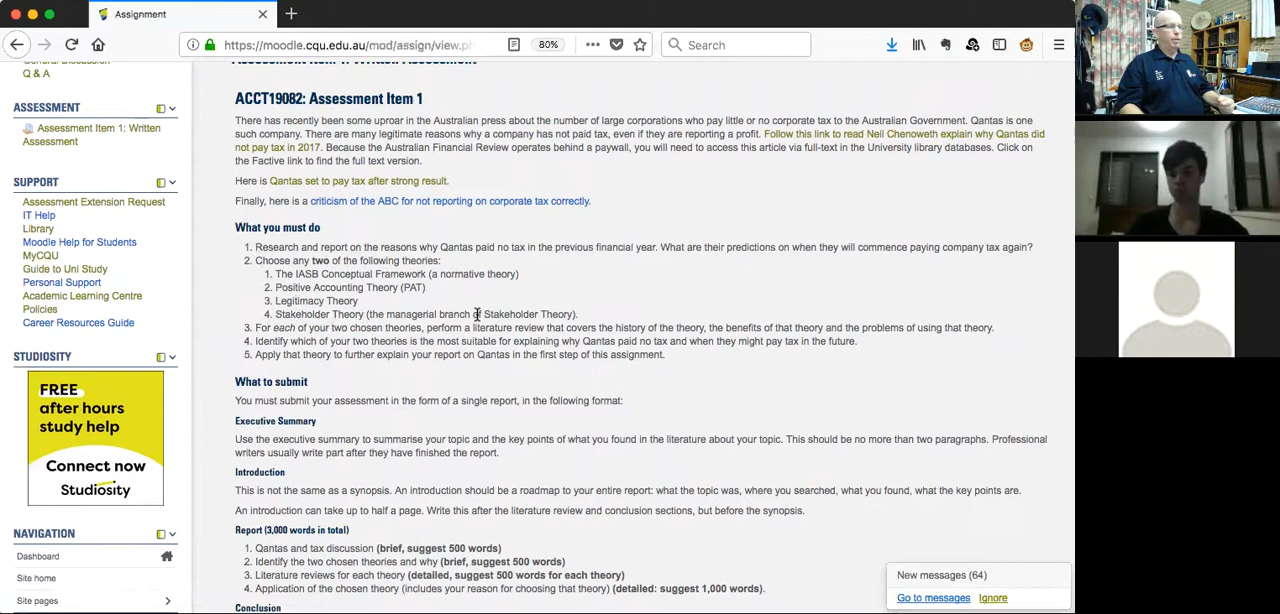 Assignment
https://moodle.cqu.edu.au/mod/assign/view.ph
80%
Search
Q & A
ASSESSMENT
Assessment Item 1: Written
Assessment
SUPPORT
Assessment Extension Request
IT Help
Library
Moodle Help for Students
MyCQU
Guide to Uni Study
Personal Support
Academic Learning Centre
Policies
Career Resources Guide
STUDIOSITY
FREE
after hours
study help
Connect now
Studiosity
NAVIGATION
Dashboard
Site home
Site pages
ACCT19082: Assessment Item 1
There has recently been some uproar in the Australian press about the number of large corporations who pay little or no corporate tax to the Australian Government. Qantas is one
such company. There are many legitimate reasons why a company has not paid tax, even if they are reporting a profit. Follow this link to read Neil Chenoweth explain why Qantas did
not pay tax in 2017. Because the Australian Financial Review operates behind a paywall, you will need to access this article via full-text in the University library databases. Click on
the Factive link to find the full text version.
Here is Qantas set to pay tax after strong result.
Finally, here is a criticism of the ABC for not reporting on corporate tax correctly.
What you must do
1. Research and report on the reasons why Qantas paid no tax in the previous financial year. What are their predictions on when they will commence paying company tax again?
2. Choose any two of the following theories:
1. The IASB Conceptual Framework (a normative theory)
2. Positive Accounting Theory (PAT)
3. Legitimacy Theory
4. Stakeholder Theory (the managerial branch of Stakeholder Theory).
3. For each of your two chosen theories, perform a literature review that covers the history of the theory, the benefits of that theory and the problems of using that theory.
4. Identify which of your two theories is the most suitable for explaining why Qantas paid no tax and when they might pay tax in the future.
5. Apply that theory to further explain your report on Qantas in the first step of this assignment.
What to submit
You must submit your assessment in the form of a single report, in the following format:
Executive Summary
Use the executive summary to summarise your topic and the key points of what you found in the literature about your topic. This should be no more than two paragraphs. Professional
writers usually write part after they have finished the report.
Introduction
This is not the same as a synopsis. An introduction should be a roadmap to your entire report: what the topic was, where you searched, what you found, what the key points are.
An introduction can take up to half a page. Write this after the literature review and conclusion sections, but before the synopsis.
Report (3,000 words in total)
1. Qantas and tax discussion (brief, suggest 500 words)
2. Identify the two chosen theories and why (brief, suggest 500 words)
3. Literature reviews for each theory (detailed, suggest 500 words for each theory)
4. Application of the chosen theory (includes your reason for choosing that theory) (detailed: suggest 1,000 words).
Conclusion
New messages (64)
Go to messages Ignore